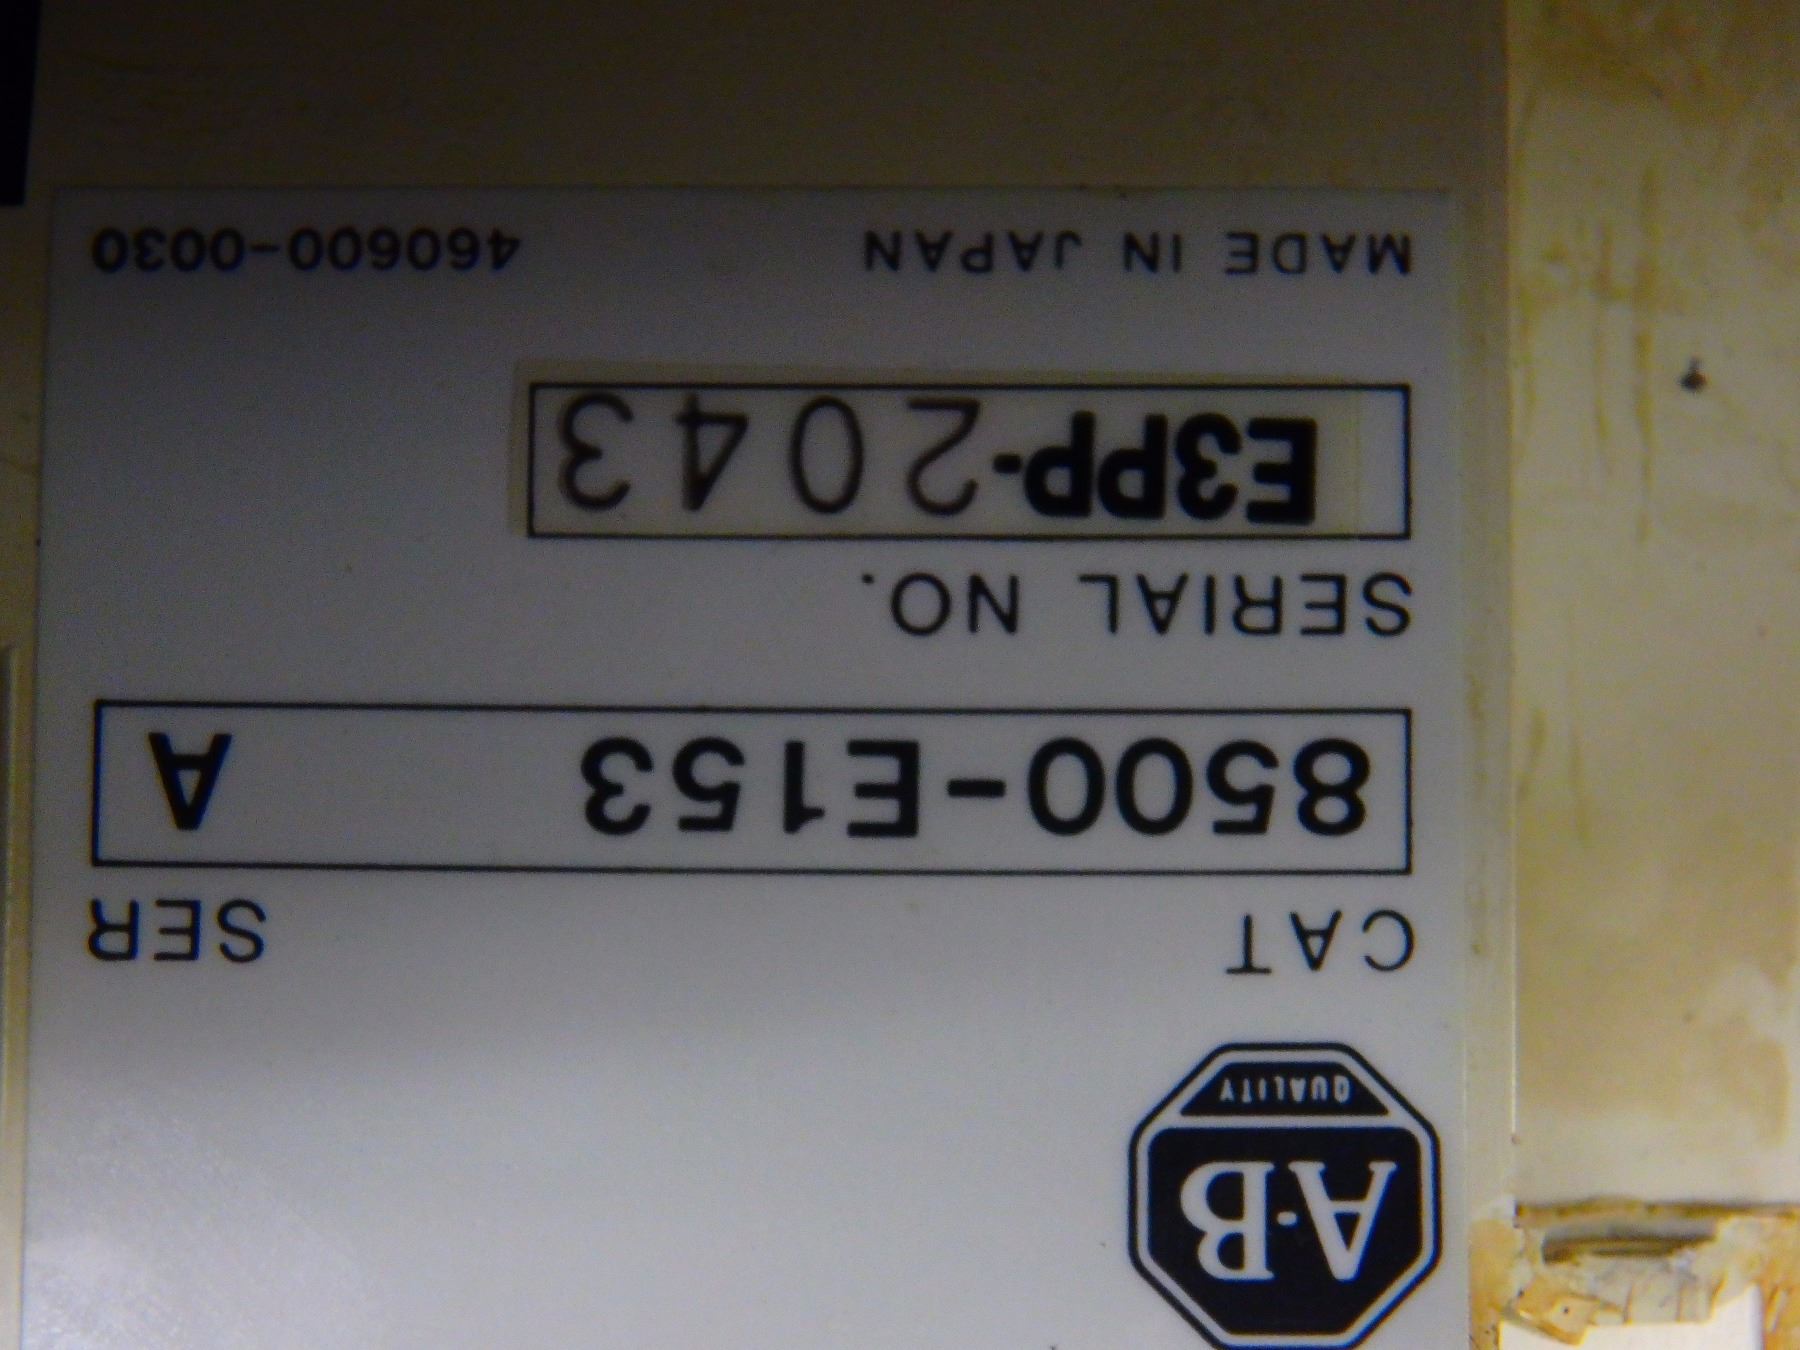 A-B
QUALITY
CAT SER
8500-E153 A
SERIAL NO.
E3PP-2043
MADE IN JAPAN 460600-0030